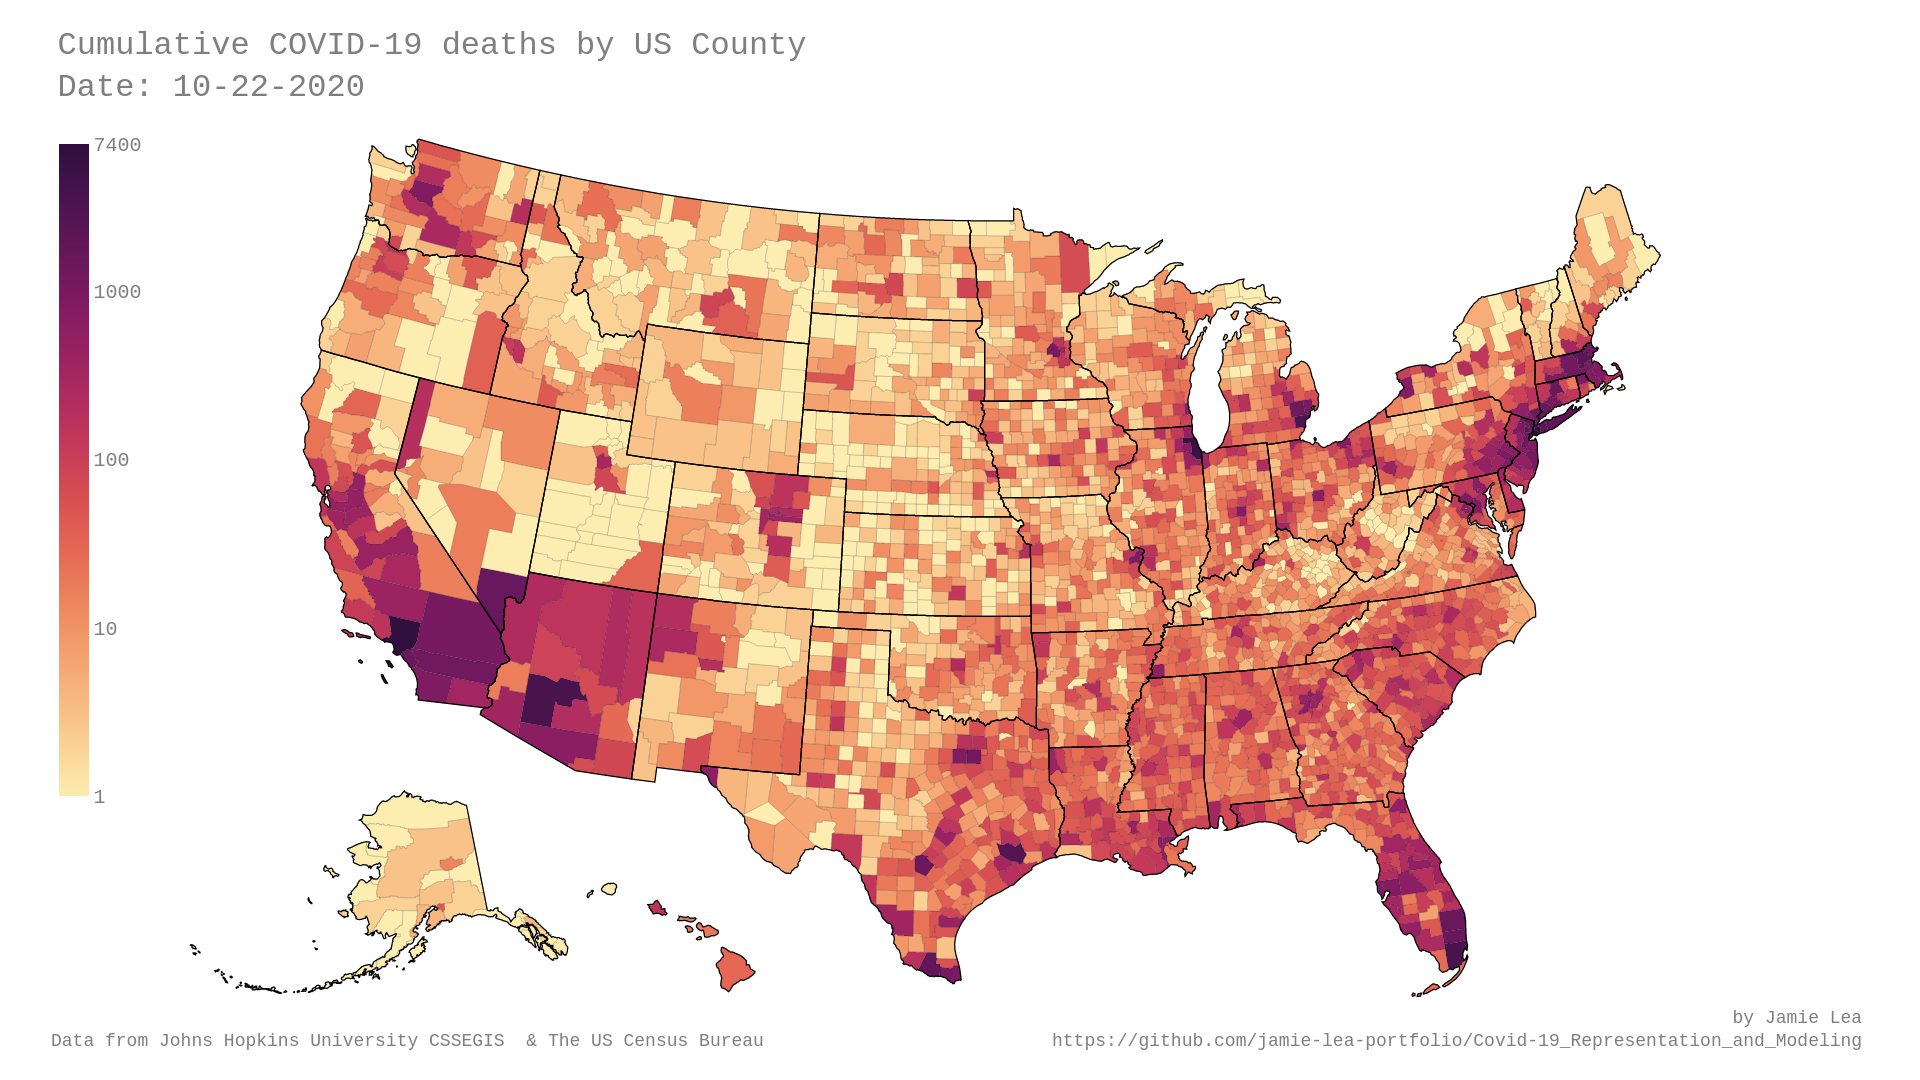 Cumulative COVID-19 deaths by US County
Date: 10-22-2020
7400
1000
100
10
1
by Jamie Lea
Data from Johns Hopkins University CSSEGIS  & The US Census Bureau
https://github.com/jamie-lea-portfolio/Covid-19_Representation_and_Modeling